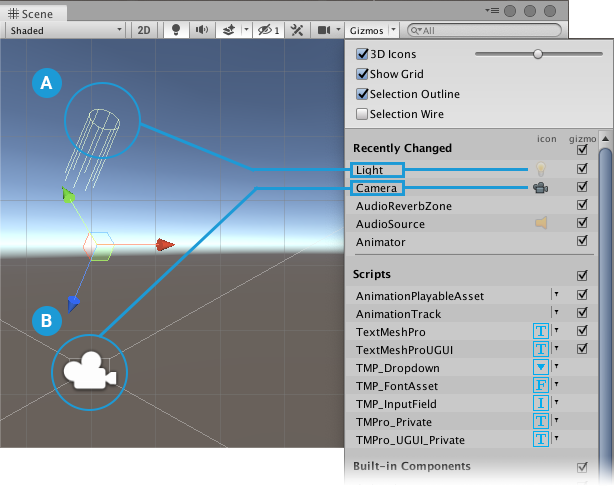 Scene
Shaded
2D
1
Gizmos
All
A
3D Icons
Show Grid
Selection Outline
Selection Wire
icon
gizmo
Recently Changed
Light
Camera
AudioReverbZone
AudioSource
Animator
Scripts
AnimationPlayableAsset
AnimationTrack
B
TextMeshPro
T
TextMeshProUGUI
T
TMP_Dropdown
TMP_FontAsset
F
TMP_InputField
I
TMPro_Private
T
TMPro_UGUI_Private
T
Built-in Components